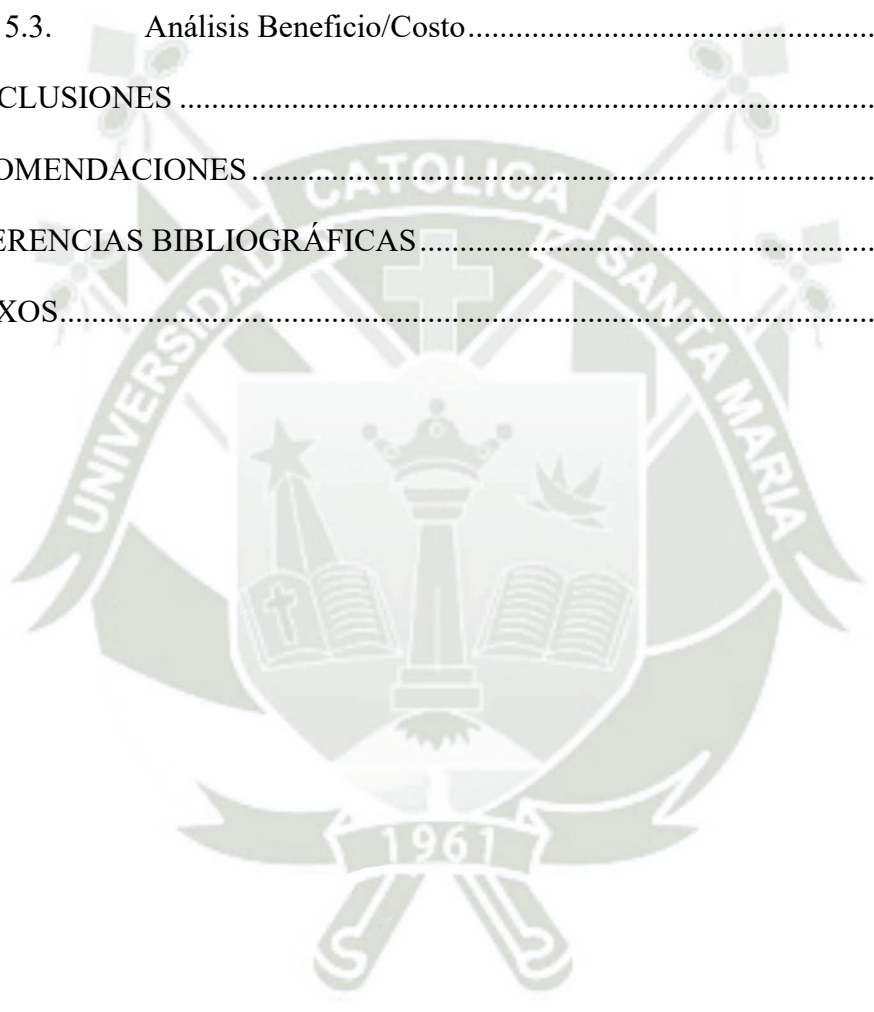 5.3. Análisis Beneficio/Costo................................................
CLUSIONES ................................................................................
OMENDACIONES ........................................................................
ERENCIAS BIBLIOGRÁFICAS......................................................
XOS..............................................................................................
UNIVERSIDAD CATOLICA SANTA MARIA
1961